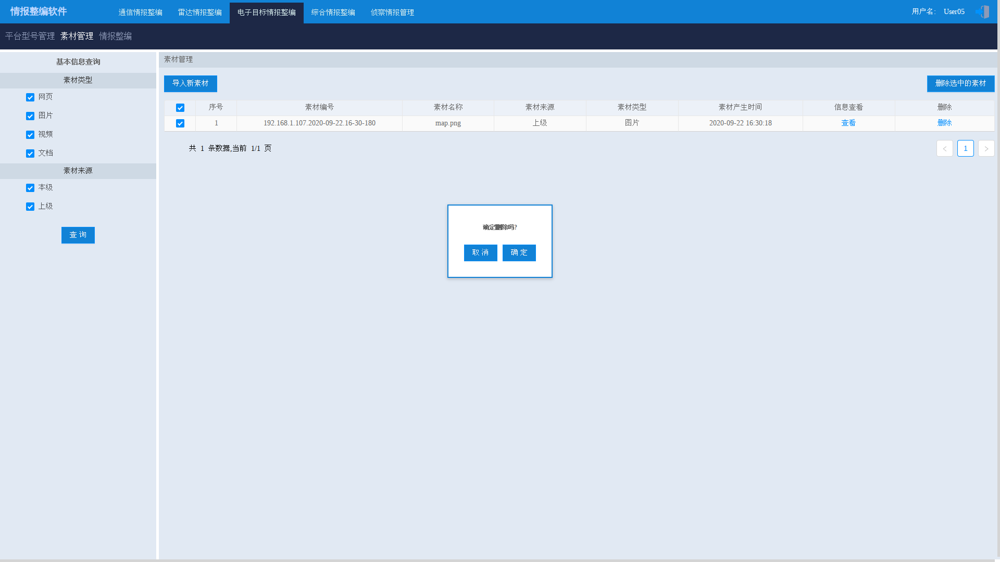 情报整编软件 通信情报整编 雷达情报整编 电子目标情报整编 综合情报整编 侦察情报管理 用户名: User05
平台型号管理 素材管理 情报整编
基本信息查询
素材类型
网页
图片
视频
文档
素材来源
本级
上级
查 询
素材管理
导入新素材 删除选中的素材
序号 素材编号 素材名称 素材来源 素材类型 素材产生时间 信息查看 删除
1 192.168.1.107.2020-09-22.16-30-180 map.png 上级 图片 2020-09-22 16:30:18 查看 删除
共 1 条数据,当前 1/1 页 < 1 >
确定删除吗?
取 消 确 定